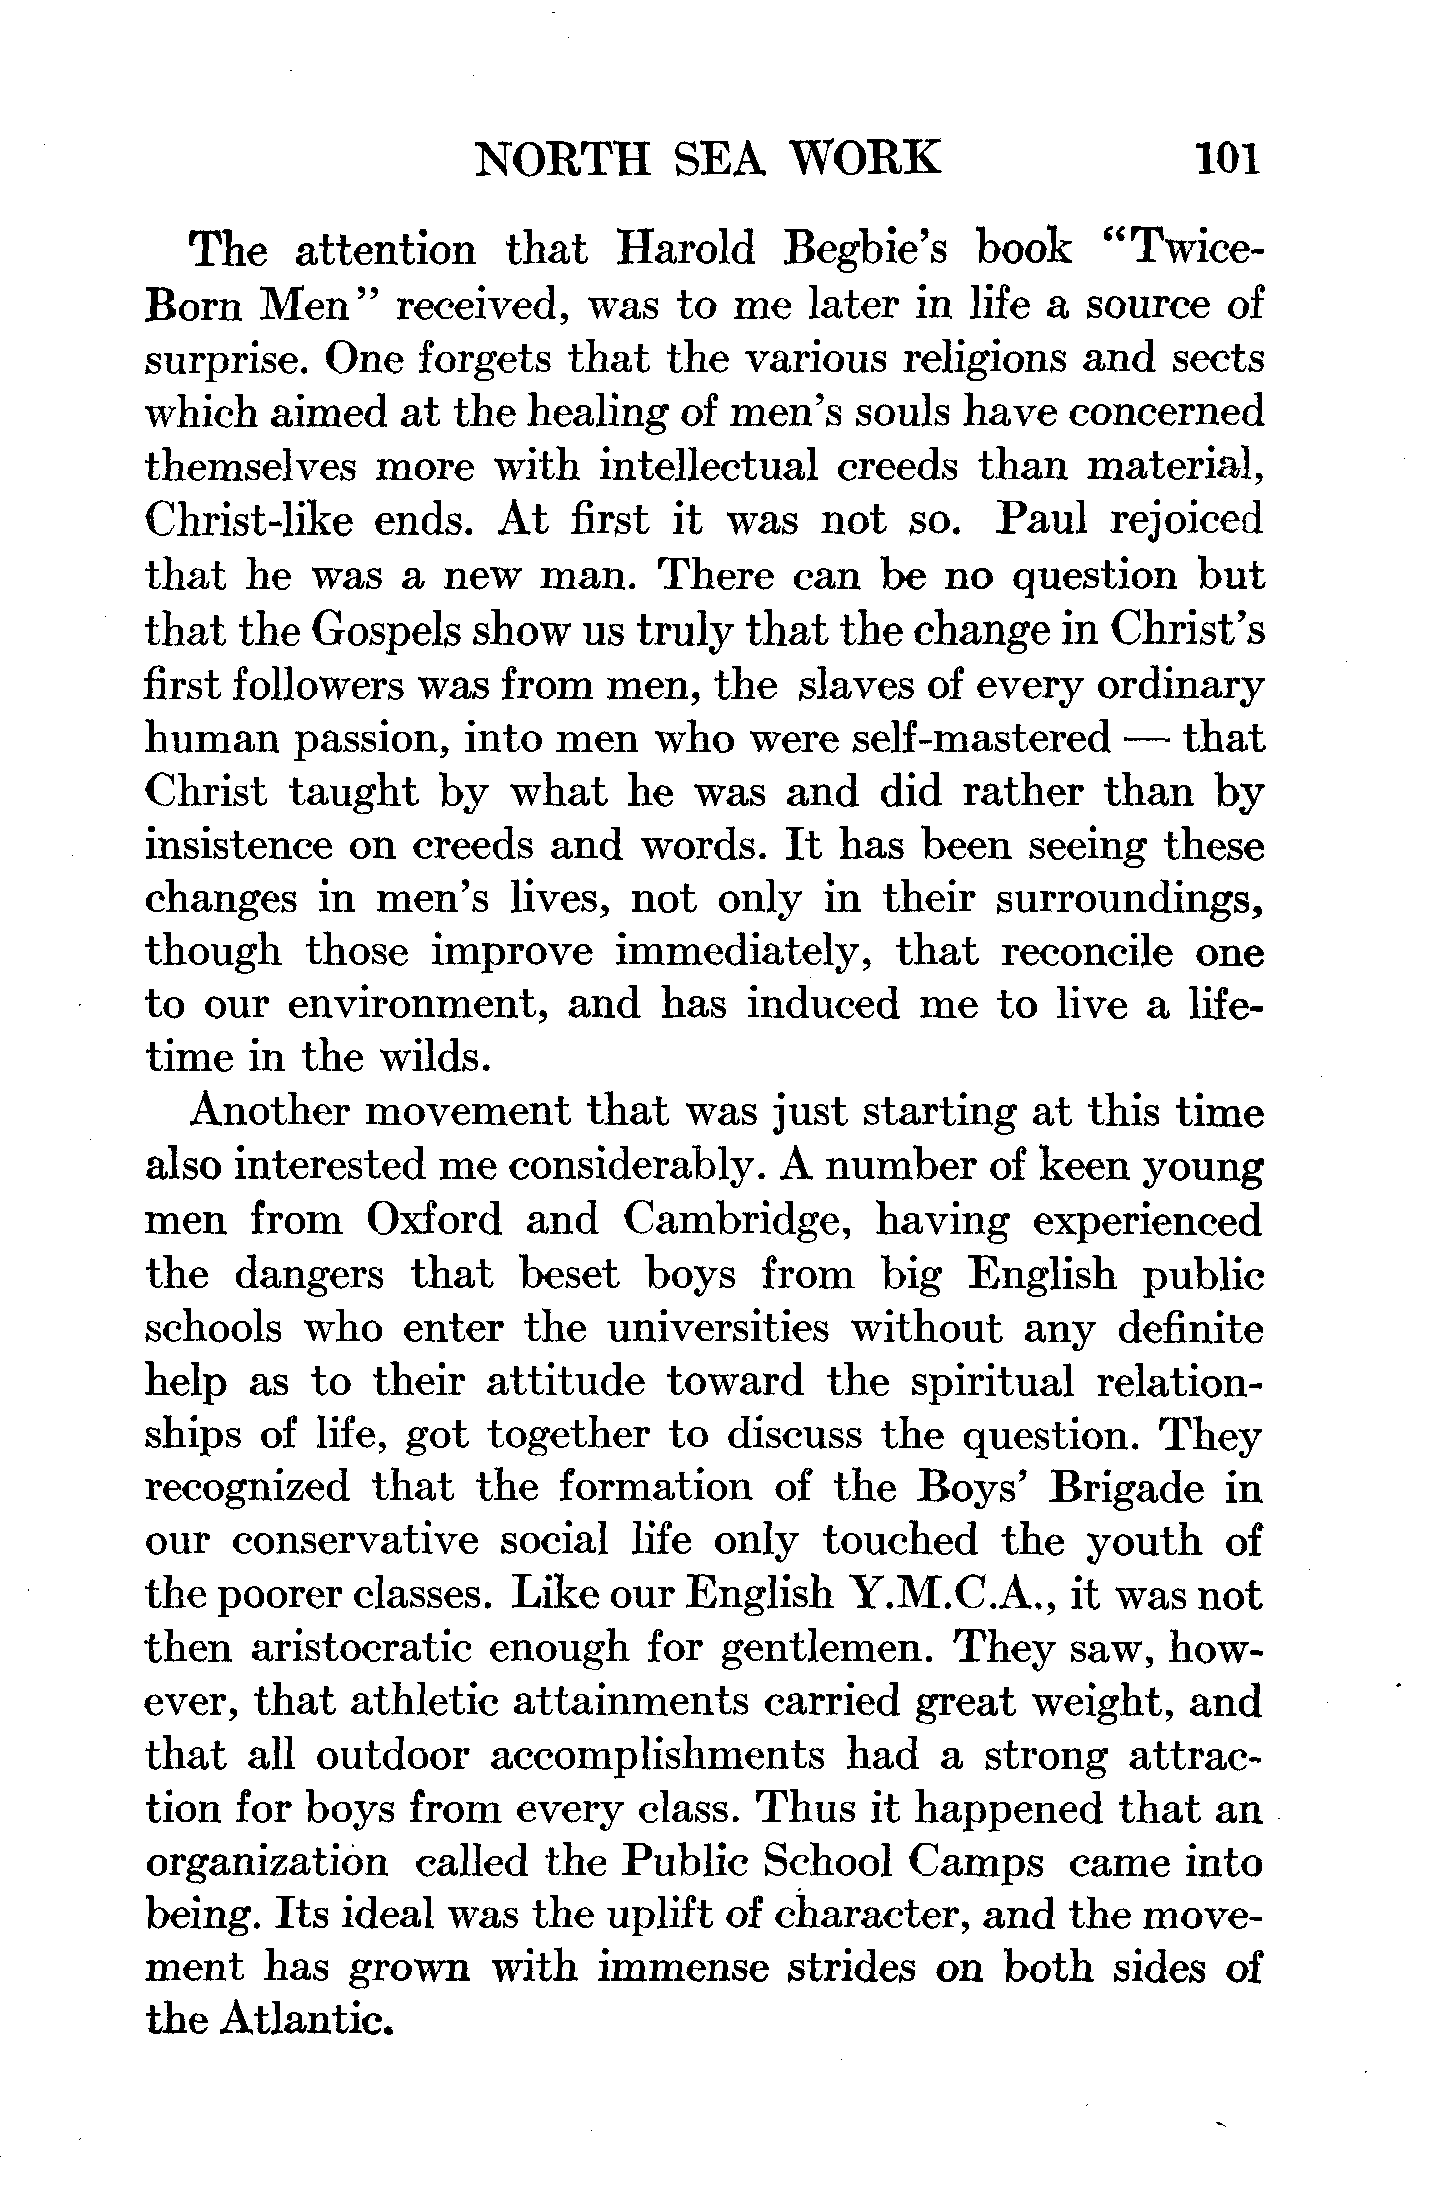 NORTH SEA WORK 101
The attention that Harold Begbie's book "Twice-
Born Men" received, was to me later in life a source of
surprise. One forgets that the various religions and sects
which aimed at the healing of men's souls have concerned
themselves more with intellectual creeds than material,
Christ-like ends. At first it was not so. Paul rejoiced
that he was a new man. There can be no question but
that the Gospels show us truly that the change in Christ's
first followers was from men, the slaves of every ordinary
human passion, into men who were self-mastered — that
Christ taught by what he was and did rather than by
insistence on creeds and words. It has been seeing these
changes in men's lives, not only in their surroundings,
though those improve immediately, that reconcile one
to our environment, and has induced me to live a life-
time in the wilds.
Another movement that was just starting at this time
also interested me considerably. A number of keen young
men from Oxford and Cambridge, having experienced
the dangers that beset boys from big English public
schools who enter the universities without any definite
help as to their attitude toward the spiritual relation-
ships of life, got together to discuss the question. They
recognized that the formation of the Boys' Brigade in
our conservative social life only touched the youth of
the poorer classes. Like our English Y.M.C.A., it was not
then aristocratic enough for gentlemen. They saw, how-
ever, that athletic attainments carried great weight, and
that all outdoor accomplishments had a strong attrac-
tion for boys from every class. Thus it happened that an
organization called the Public School Camps came into
being. Its ideal was the uplift of character, and the move-
ment has grown with immense strides on both sides of
the Atlantic.